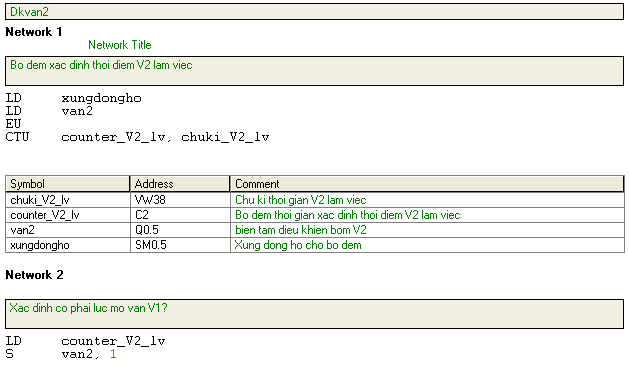 Dkvan2
Network 1
Network Title
Bo dem xac dinh thoi diem V2 lam viec
LD xungdongho
LD van2
EU
CTU counter_V2_lv, chuki_V2_lv
Symbol Address Comment
chuki_V2_lv VW38 Chu ki thoi gian V2 lam viec
counter_V2_lv C2 Bo dem thoi gian xac dinh thoi diem V2 lam viec
van2 Q0.5 bien tam dieu khien bom V2
xungdongho SM0.5 Xung dong ho cho bo dem
Network 2
Xac dinh co phai luc mo van V1?
LD counter_V2_lv
S van2, 1